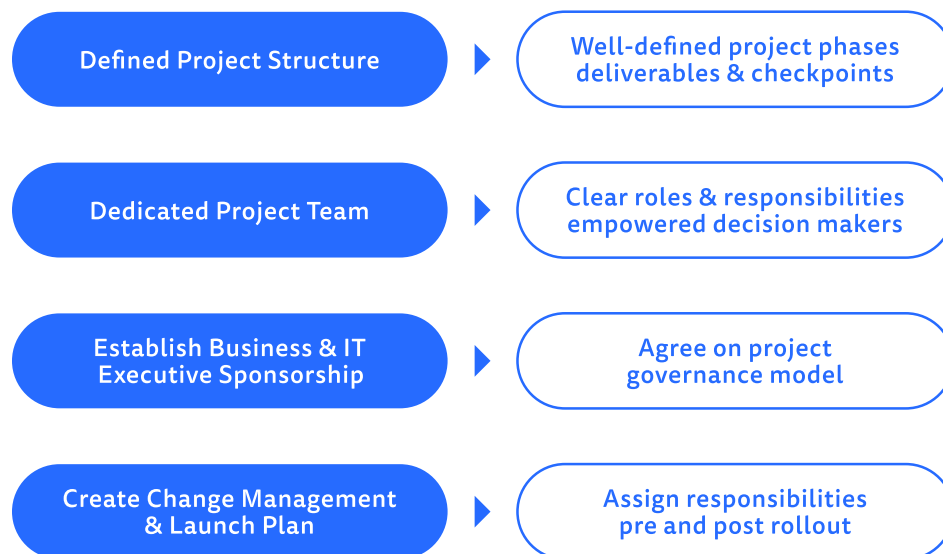 Defined Project Structure
Well-defined project phases
deliverables & checkpoints
Dedicated Project Team
Clear roles & responsibilities
empowered decision makers
Establish Business & IT
Executive Sponsorship
Agree on project
governance model
Create Change Management
& Launch Plan
Assign responsibilities
pre and post rollout